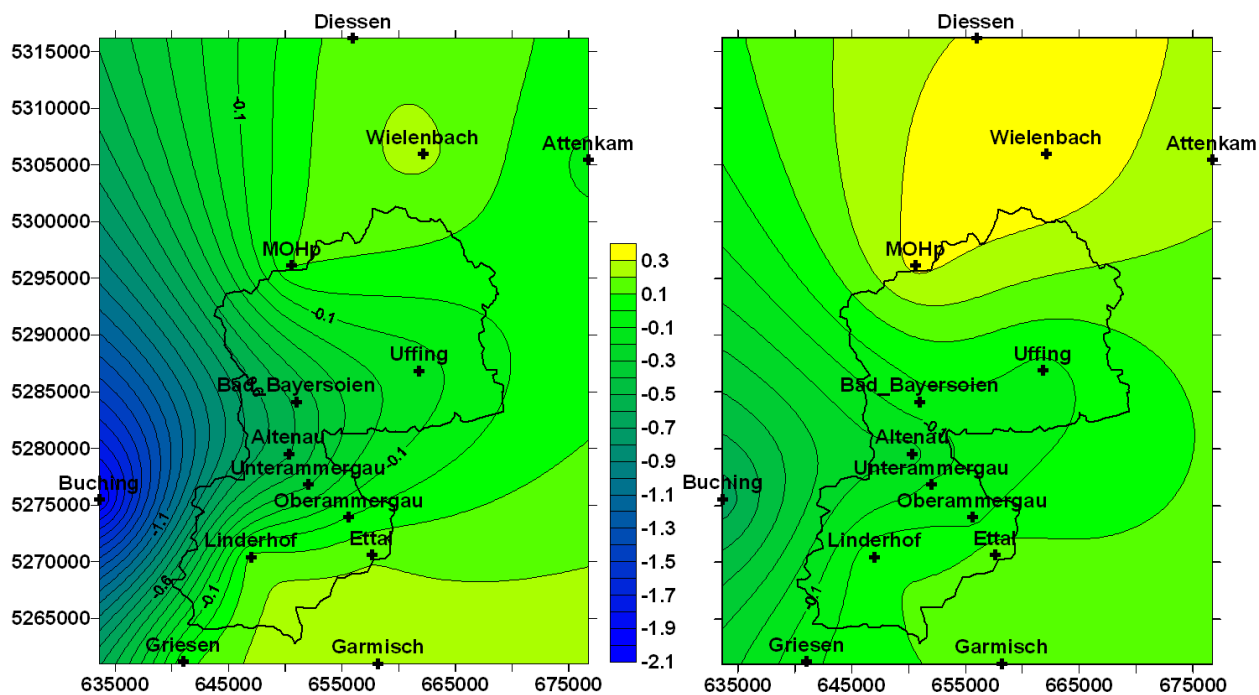 Diessen
Diessen
5315000
5310000
5305000
5300000
5295000
5290000
5285000
5280000
5275000
5270000
5265000
-0.1
Wielenbach
Attenkam
MOHp
-0.1
Uffing
Bad_Bayersoien
Altenau
-0.1
Unterammergau
Buching
Oberammergau
-1.1
Linderhof
Ettal
-0.6
-0.1
Griesen
Garmisch
635000
645000
655000
665000
675000
0.3
0.1
-0.1
-0.3
-0.5
-0.7
-0.9
-1.1
-1.3
-1.5
-1.7
-1.9
-2.1
Wielenbach
Attenkam
MOHp
Uffing
Bad_Bayersoien
-0.1
Altenau
Unterammergau
Buching
Oberammergau
Linderhof
Ettal
-0.1
Griesen
Garmisch
635000
645000
655000
665000
675000